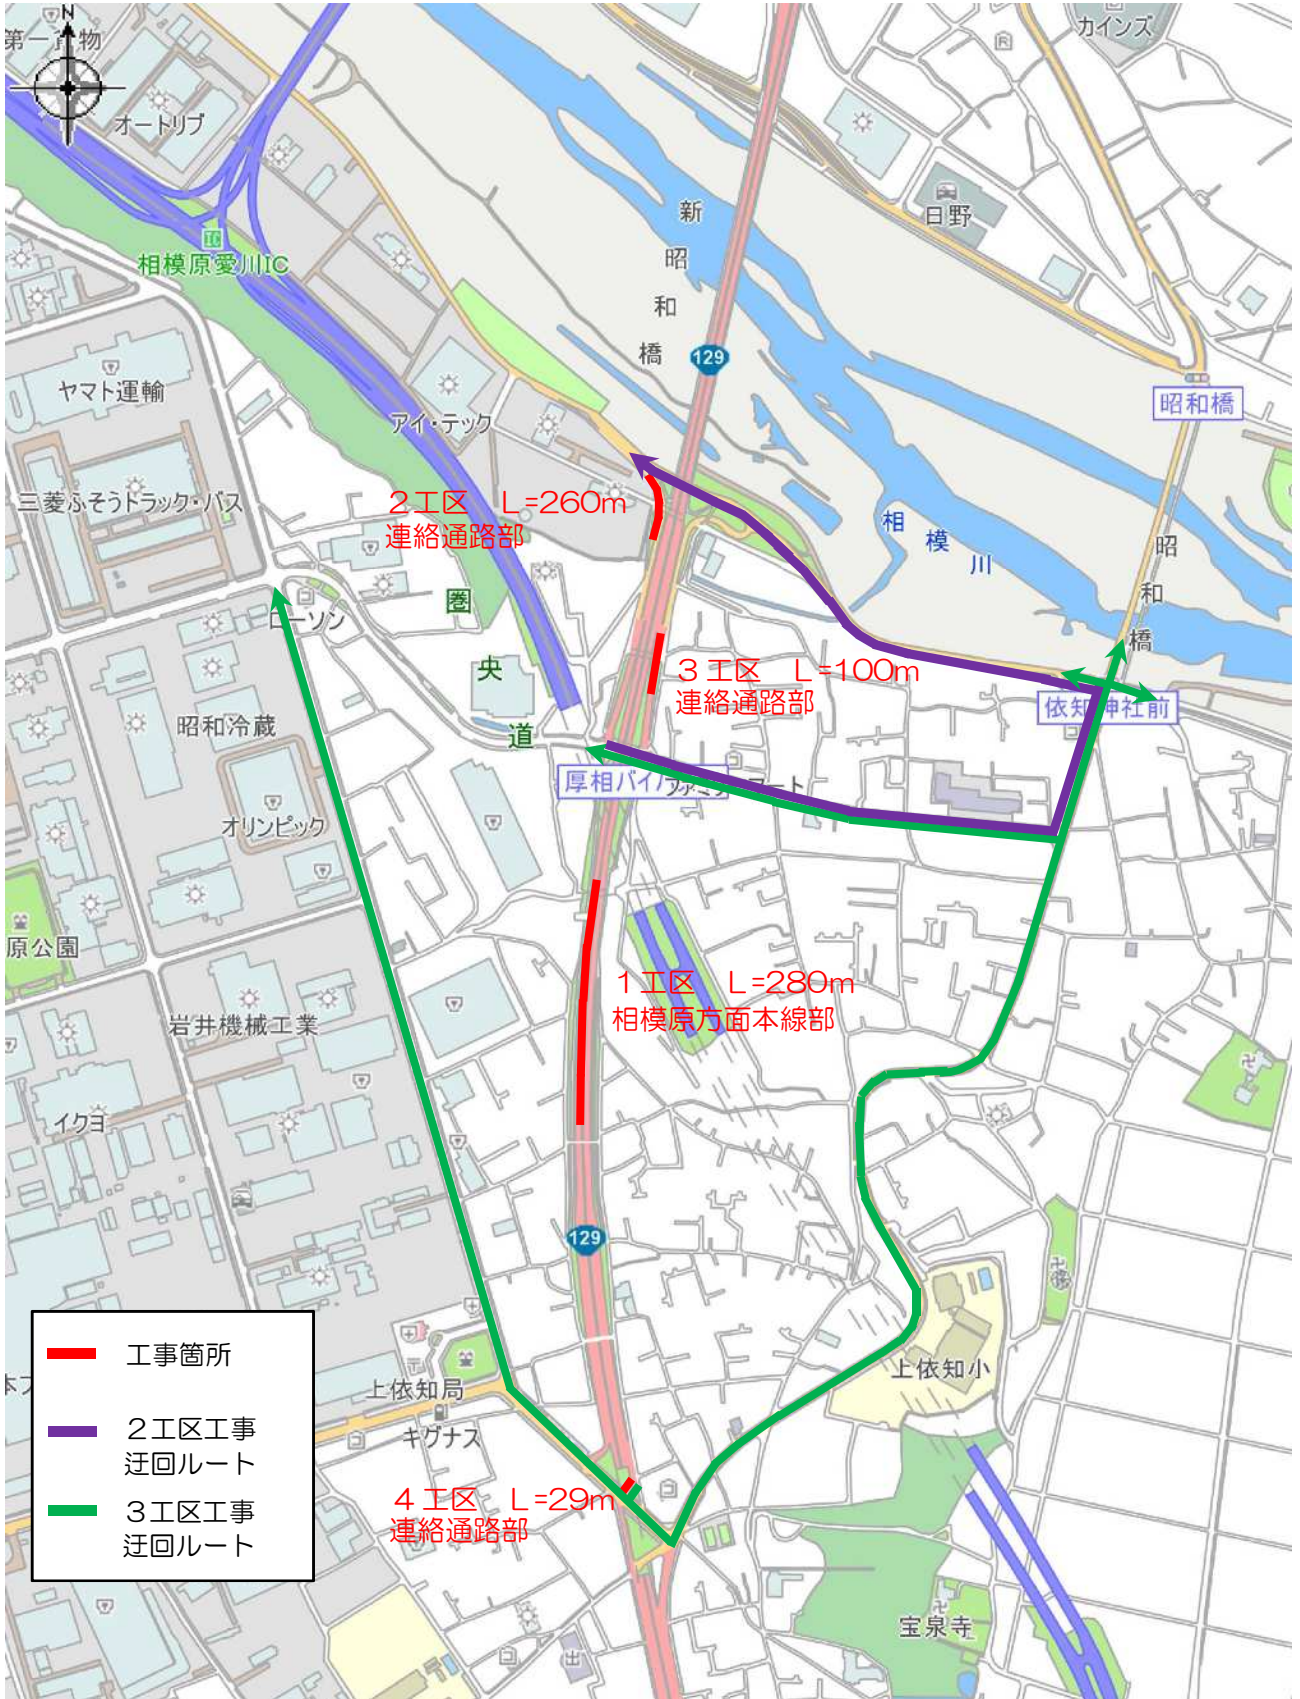 N
第一
物
カインズ
オートリブ
日野
新昭和橋
相模原愛川IC
129
ヤマト運輸
昭和橋
アイ・テック
三菱ふそうトラック・バス
2工区 L=260m
連絡通路部
相模川
昭和橋
圏央道
ローソン
3工区 L=100m
連絡通路部
昭和冷蔵
依知神社前
厚相バイ
オリンピック
原公園
1工区 L=280m
相模原方面本線部
岩井機械工業
イクヨ
129
上依知局
上依知小
キグナス
4工区 L=29m
連絡通路部
宝泉寺
出
工事箇所
2工区工事
迂回ルート
3工区工事
迂回ルート